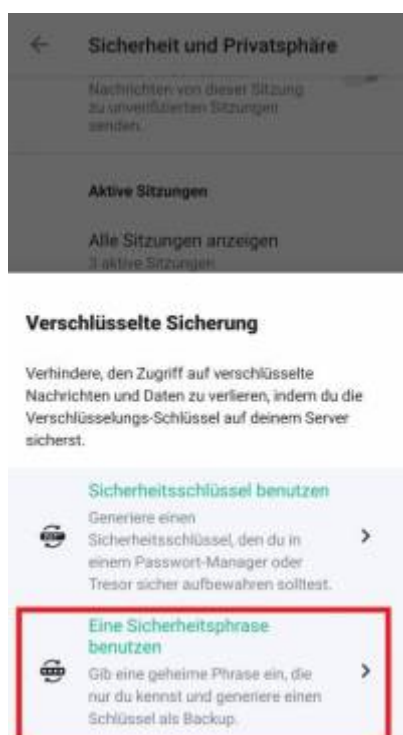 Sicherheit und Privatsphäre
Nachrichten von dieser Sitzung
zu unverifizierten Sitzungen
senden.
Aktive Sitzungen
Alle Sitzungen anzeigen
3 aktive Sitzungen
Verschlüsselte Sicherung
Verhindere, den Zugriff auf verschlüsselte
Nachrichten und Daten zu verlieren, indem du die
Verschlüsselungs-Schlüssel auf deinem Server
sicherst.
Sicherheitsschlüssel benutzen
Generiere einen
Sicherheitsschlüssel, den du in
einem Passwort-Manager oder
Tresor sicher aufbewahren solltest.
Eine Sicherheitsphrase
benutzen
Gib eine geheime Phrase ein, die
nur du kennst und generiere einen
Schlüssel als Backup.